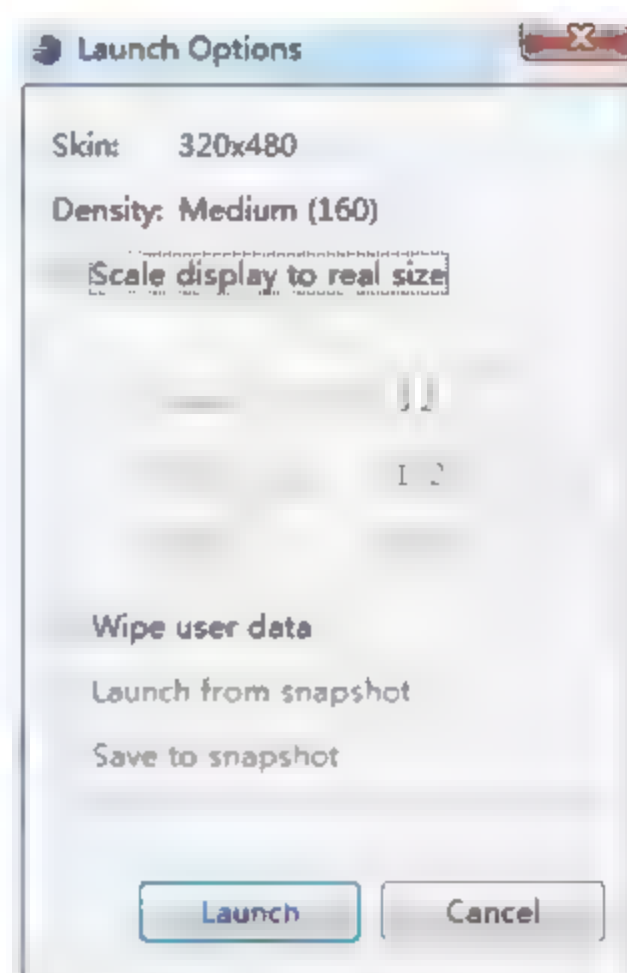 Launch Options
Skin: 320x480
Density: Medium (160)
Scale display to real size
Wipe user data
Launch from snapshot
Save to snapshot
Launch Cancel